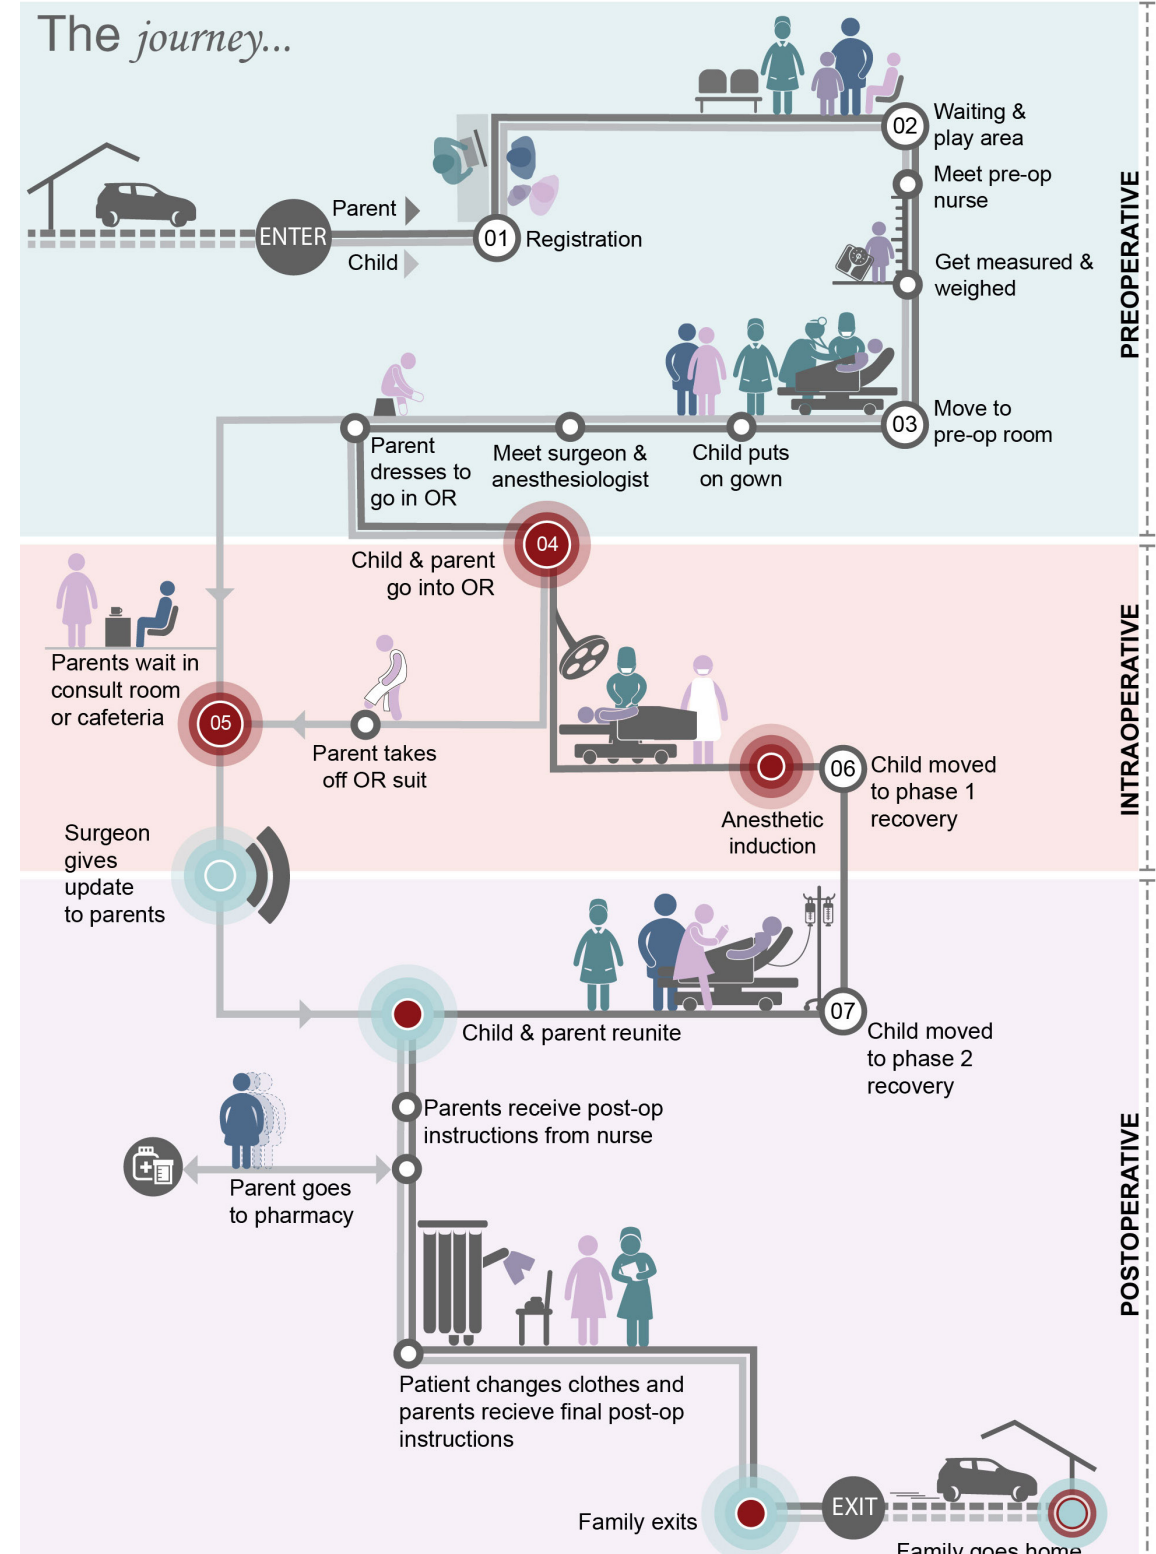 The journey...
02
Waiting &
play area
Meet pre-op
nurse
Parent
ENTER
Child
01
Registration
Get measured &
weighed
PREOPERATIVE
03
Move to
pre-op room
Parent
dresses to
go in OR
Meet surgeon &
anesthesiologist
Child puts
on gown
04
Child & parent
go into OR
INTRAOPERATIVE
Parents wait in
consult room
or cafeteria
05
Parent takes
off OR suit
Anesthetic
induction
06
Child moved
to phase 1
recovery
Surgeon
gives
update
to parents
Child & parent reunite
07
Child moved
to phase 2
recovery
POSTOPERATIVE
Parents receive post-op
instructions from nurse
Parent goes
to pharmacy
Patient changes clothes and
parents recieve final post-op
instructions
Family exits
EXIT
Family goes home